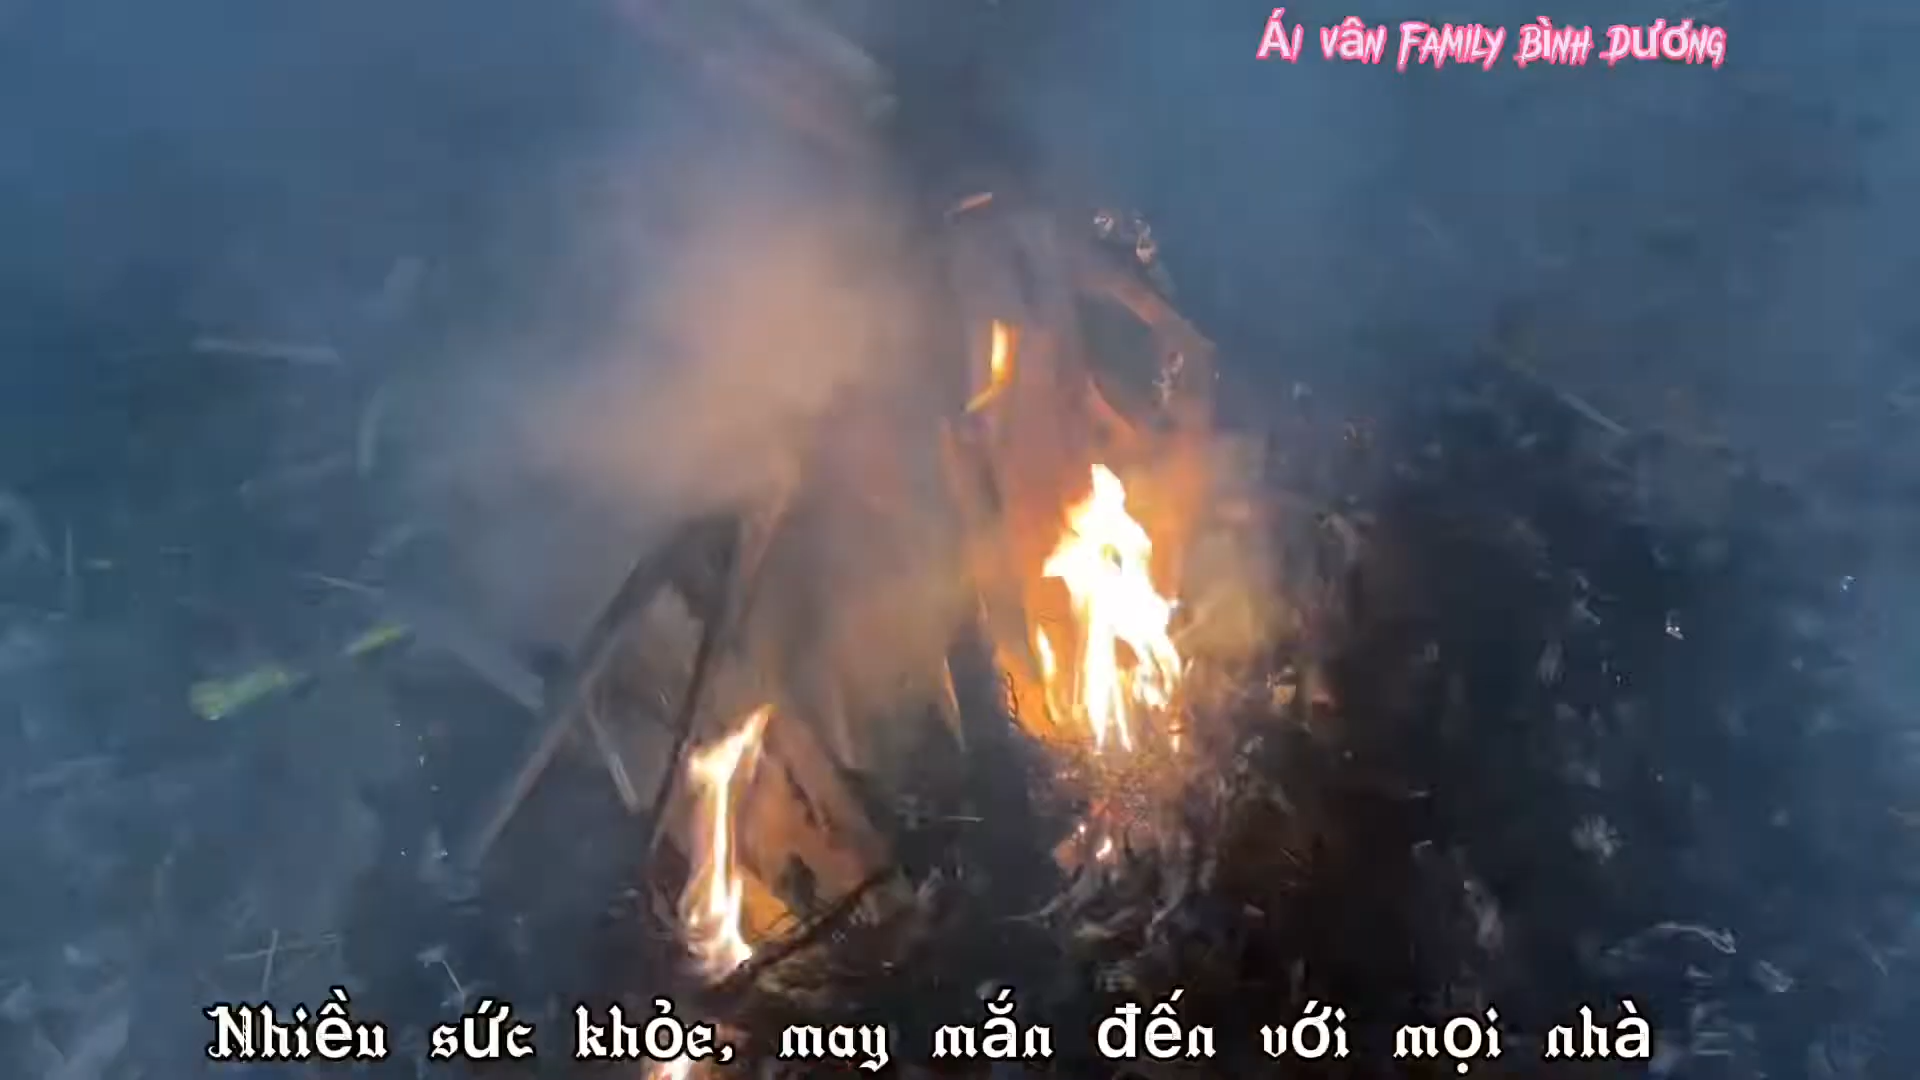 Ái vân Family Bình Dương
Nhiều sức khỏe, may mắn đến với mọi nhà